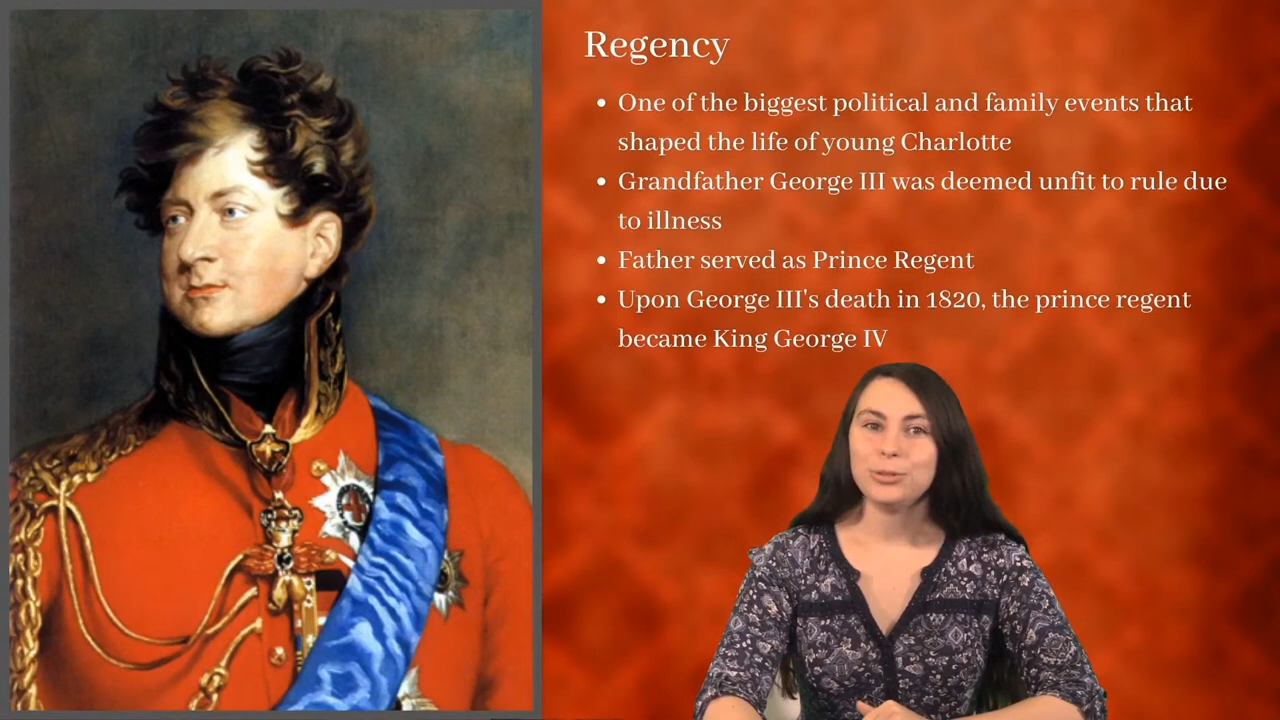 Regency
• One of the biggest political and family events that
shaped the life of young Charlotte
• Grandfather George III was deemed unfit to rule due
to illness
• Father served as Prince Regent
• Upon George III's death in 1820, the prince regent
became King George IV